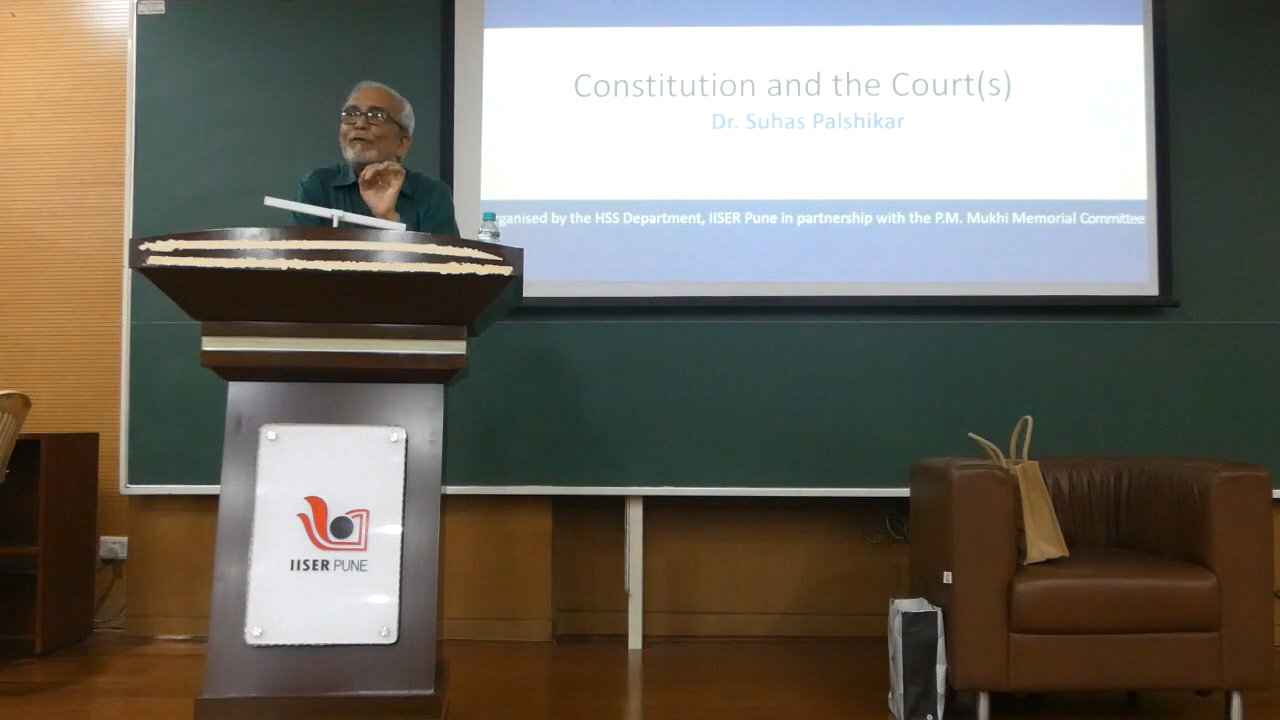 Constitution and the Court(s)
Dr. Suhas Palshikar
rganised by the HSS Department, IISER Pune in partnership with the P.M. Mukhi Memorial Committee
IISER PUNE